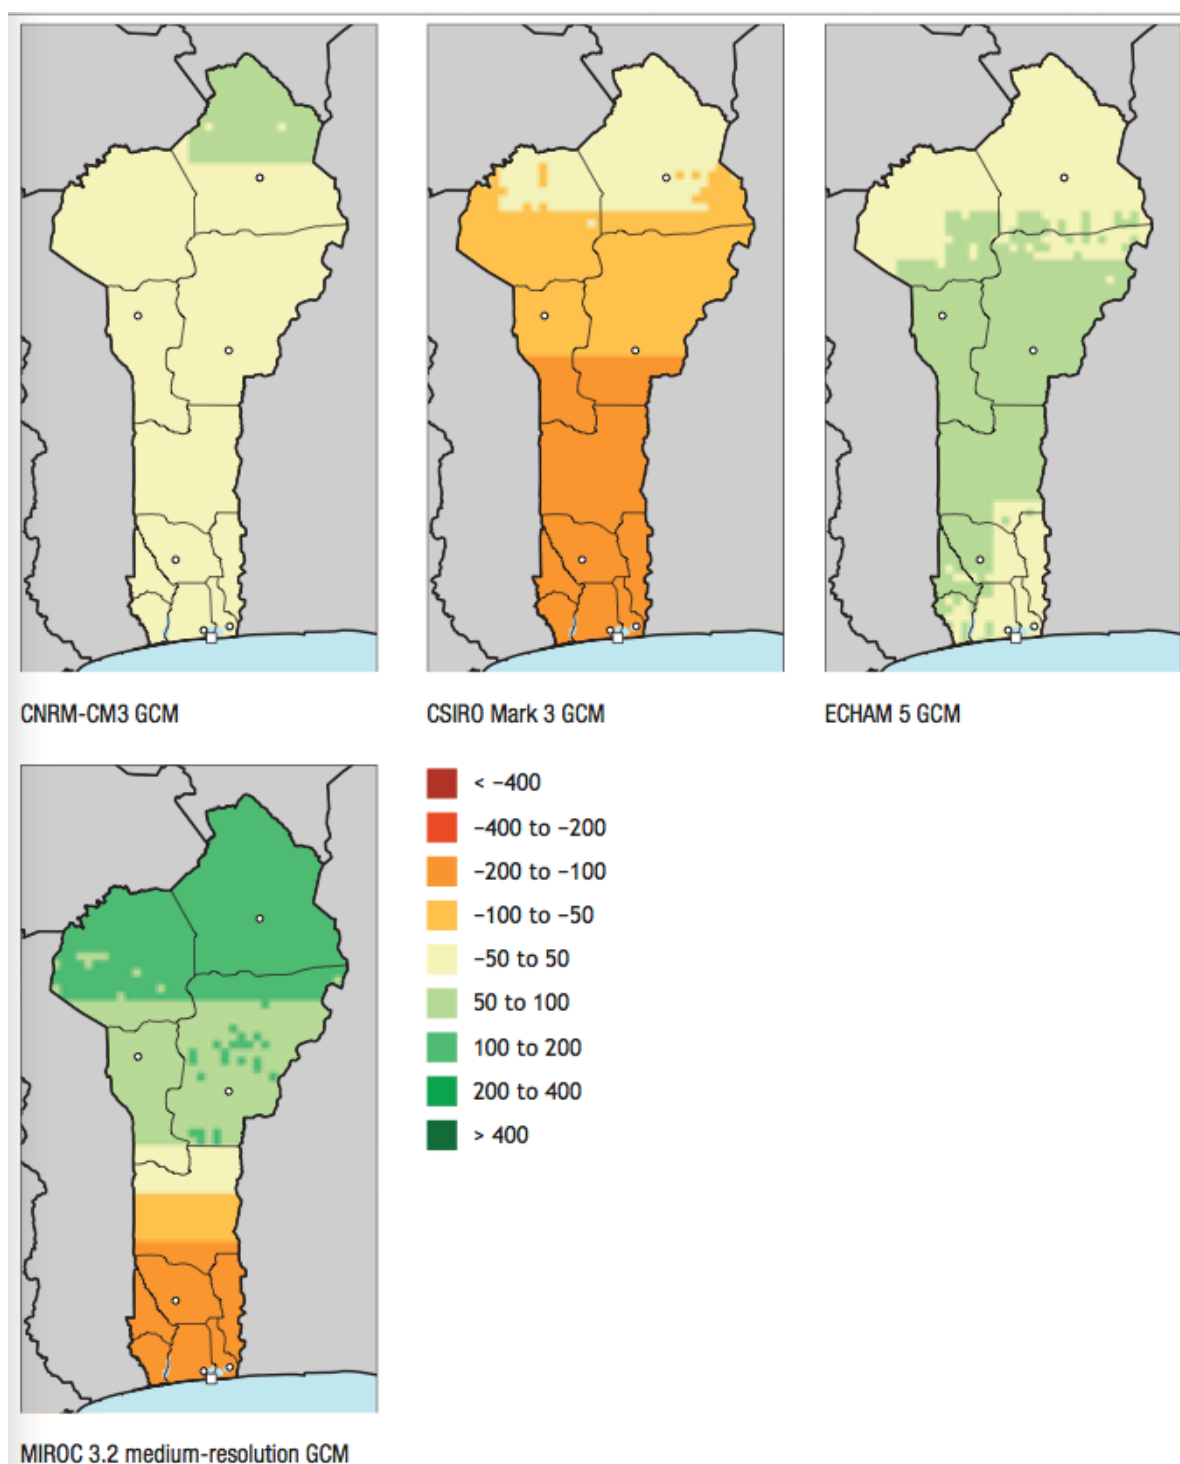 CNRM-CM3 GCM
CSIRO Mark 3 GCM
ECHAM 5 GCM
< −400
−400 to −200
−200 to −100
−100 to −50
−50 to 50
50 to 100
100 to 200
200 to 400
> 400
MIROC 3.2 medium-resolution GCM